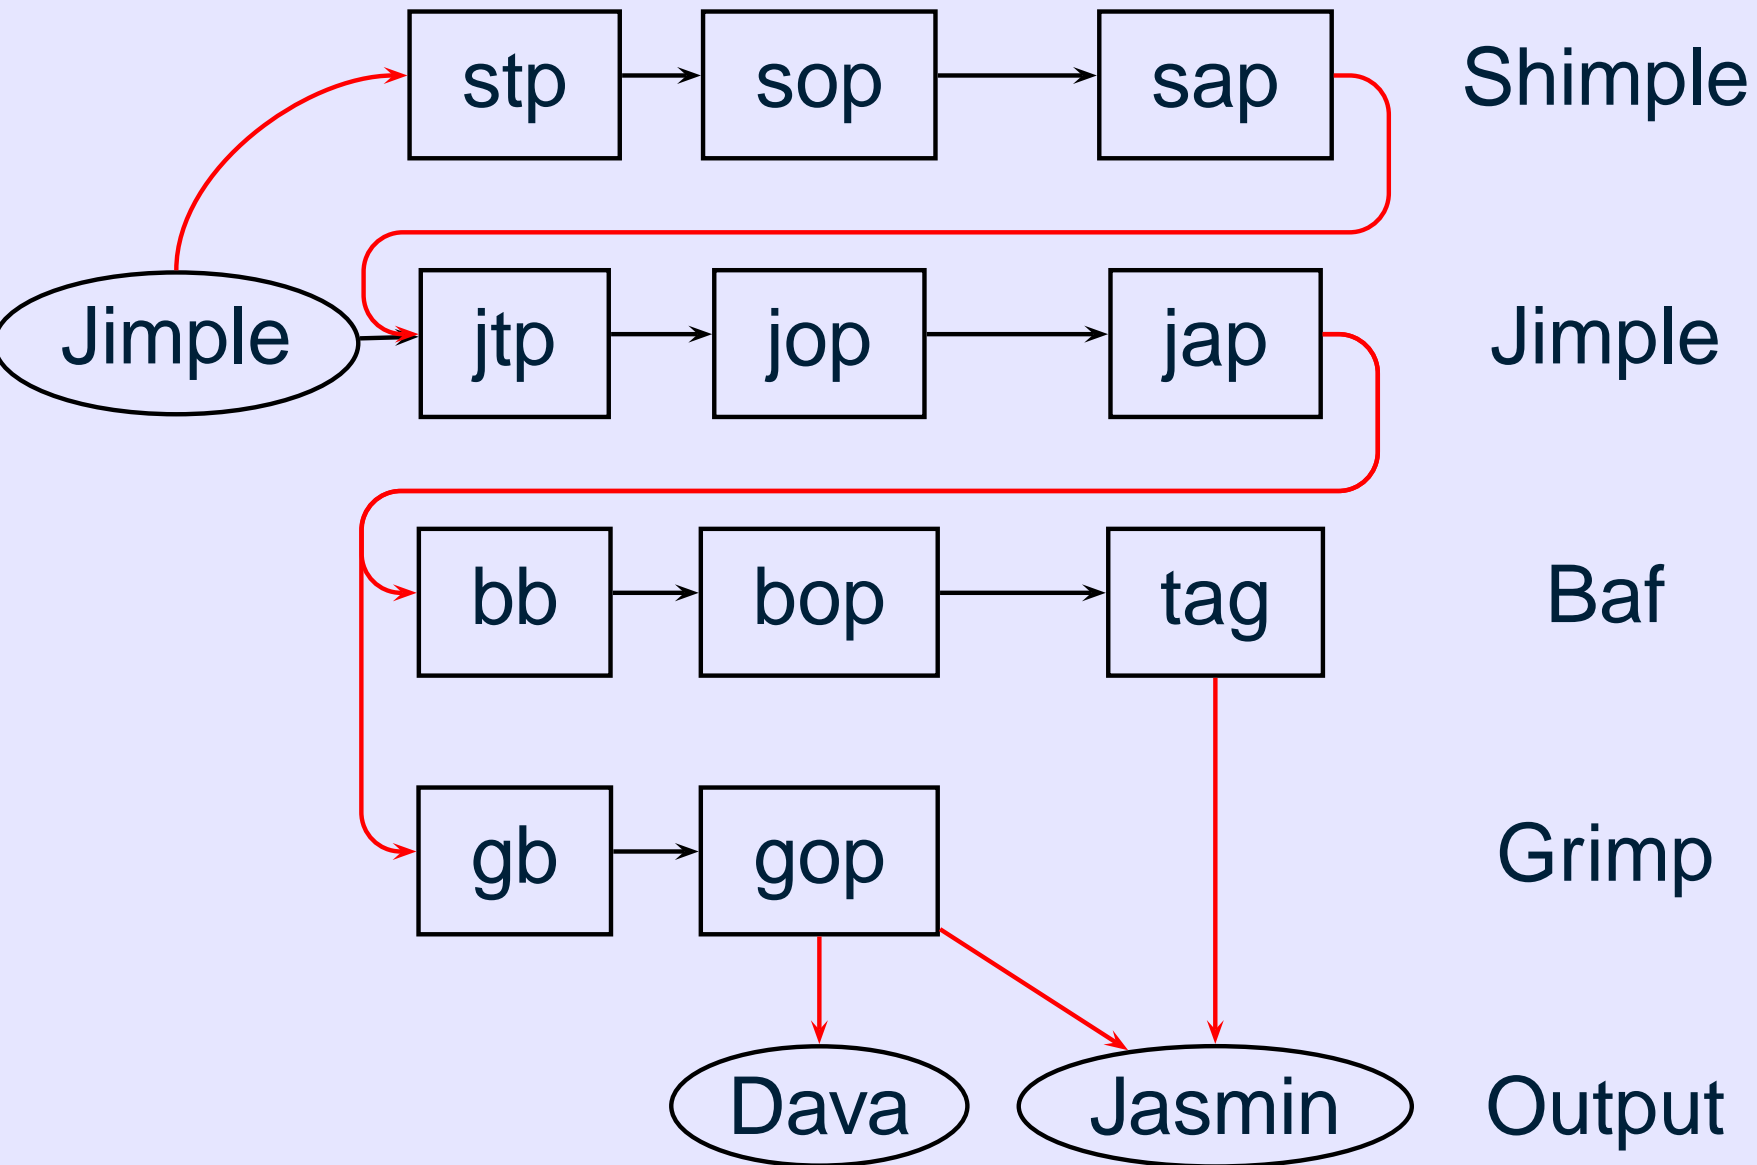 stp sop sap Shimple
Jimple jtp jop jap Jimple
bb bop tag Baf
gb gop Grimp
Dava Jasmin Output